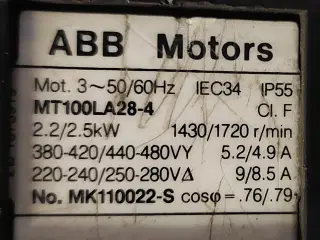 ABB Motors
Mot. 3~50/60Hz IEC34 IP55
MT100LA28-4 Cl. F
2.2/2.5kW 1430/1720 r/min
380-420/440-480VY 5.2/4.9 A
220-240/250-280VΔ 9/8.5 A
No. MK110022-S cosφ= .76/.79